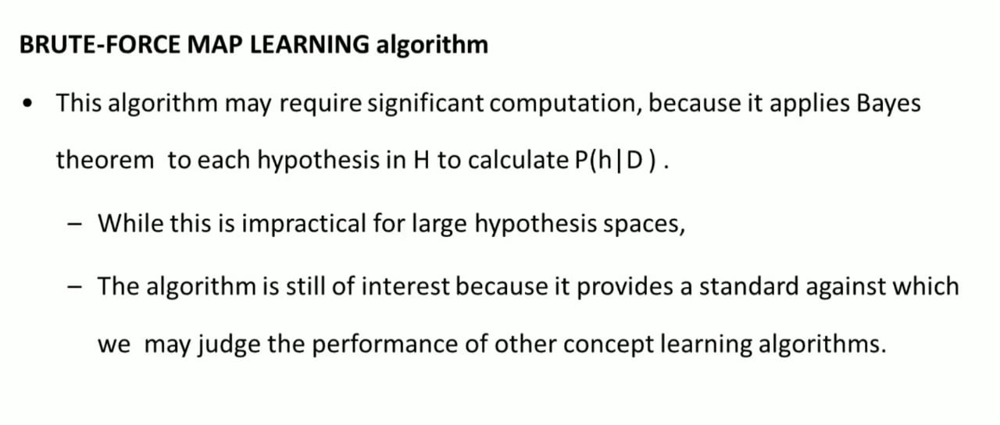 BRUTE-FORCE MAP LEARNING algorithm
• This algorithm may require significant computation, because it applies Bayes
theorem to each hypothesis in H to calculate P(h|D ) .
– While this is impractical for large hypothesis spaces,
– The algorithm is still of interest because it provides a standard against which
we may judge the performance of other concept learning algorithms.